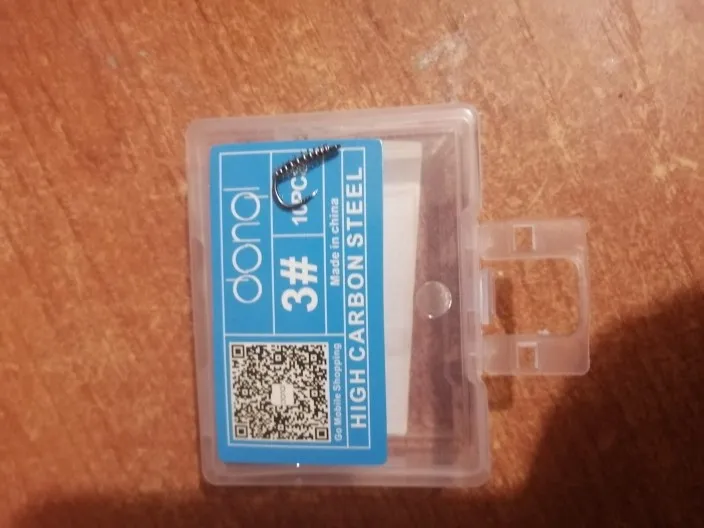 donql
3#
10PCS
Made in china
Go Mobile Shopping
HIGH CARBON STEEL